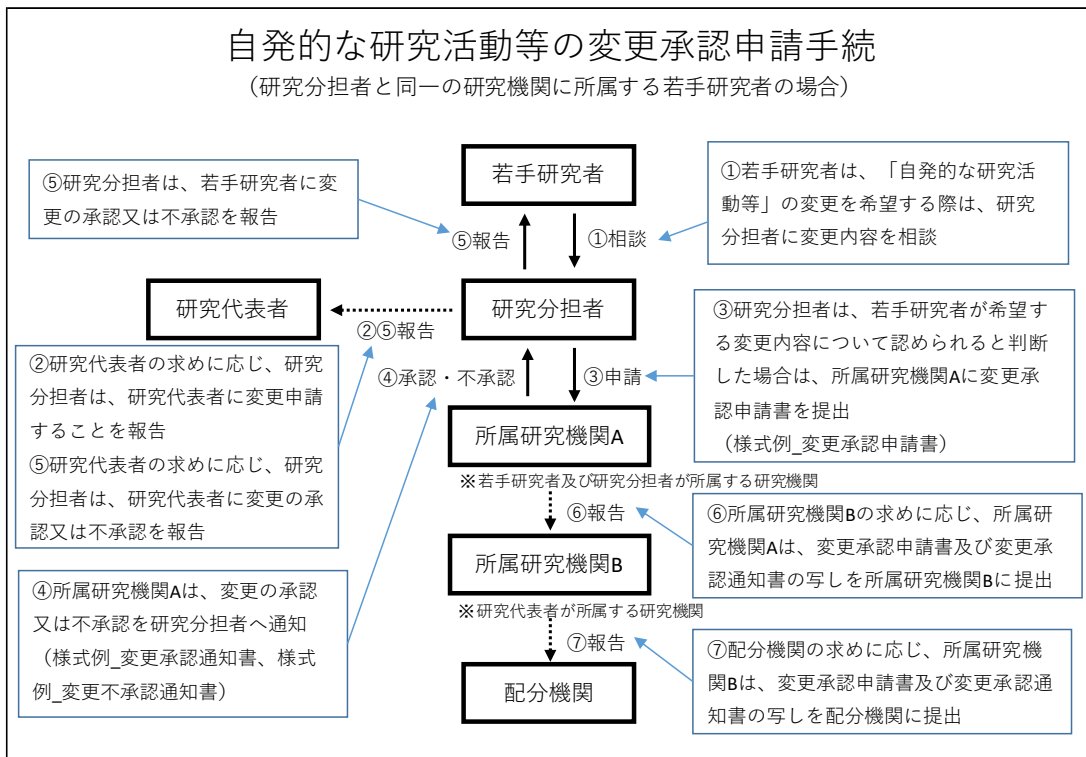 自発的な研究活動等の変更承認申請手続
(研究分担者と同一の研究機関に所属する若手研究者の場合)
若手研究者
⑤研究分担者は、若手研究者に変
更の承認又は不承認を報告
①若手研究者は、「自発的な研究活
動等」の変更を希望する際は、研究
分担者に変更内容を相談
⑤報告
①相談
研究代表者
研究分担者
②⑤報告
③研究分担者は、若手研究者が希望す
る変更内容について認められると判断
した場合は、所属研究機関Aに変更承
認申請書を提出
(様式例_変更承認申請書)
②研究代表者の求めに応じ、研究
分担者は、研究代表者に変更申請
することを報告
⑤研究代表者の求めに応じ、研究
分担者は、研究代表者に変更の承
認又は不承認を報告
④承認・不承認
③申請
所属研究機関A
※若手研究者及び研究分担者が所属する研究機関
⑥報告
⑥所属研究機関Bの求めに応じ、所属研
究機関Aは、変更承認申請書及び変更承
認通知書の写しを所属研究機関Bに提出
所属研究機関B
※研究代表者が所属する研究機関
④所属研究機関Aは、変更の承認
又は不承認を研究分担者へ通知
(様式例_変更承認通知書、様式
例_変更不承認通知書)
⑦報告
⑦配分機関の求めに応じ、所属研究機
関Bは、変更承認申請書及び変更承認通
知書の写しを配分機関に提出
配分機関